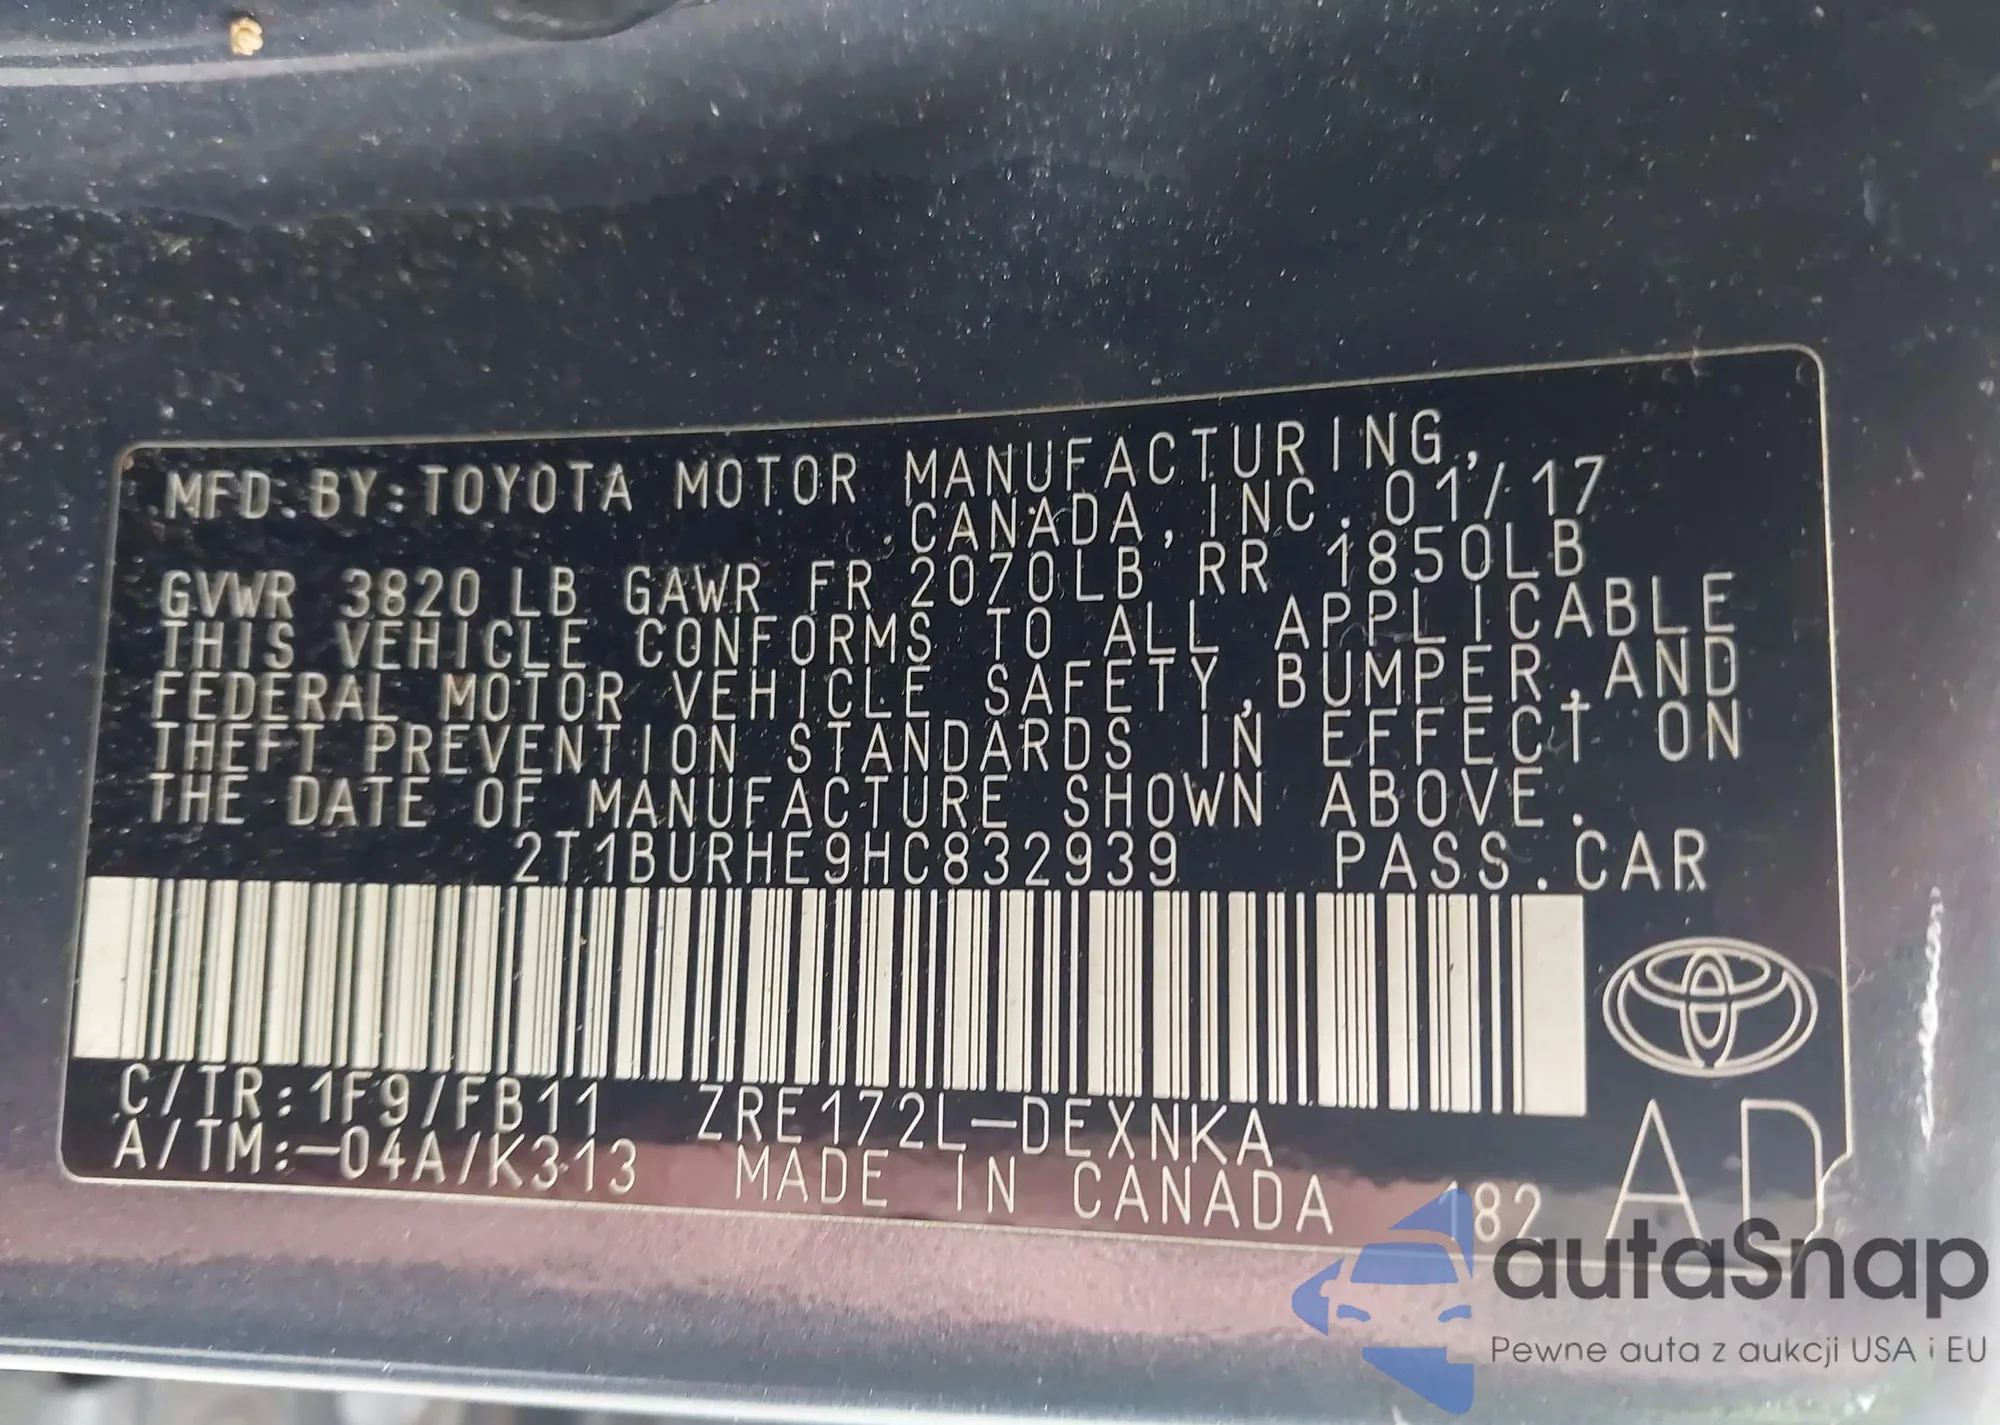 MFD.BY:TOYOTA MOTOR MANUFACTURING,
CANADA,INC. 01/17
GVWR 3820LB GAWR FR 2070LB RR 1850LB
THIS VEHICLE CONFORMS TO ALL APPLICABLE
FEDERAL MOTOR VEHICLE SAFETY,BUMPER,AND
THEFT PREVENTION STANDARDS IN EFFECT ON
THE DATE OF MANUFACTURE SHOWN ABOVE.
2T1BURHE9HC832939 PASS.CAR
C/TR:1F9/FB11 ZRE172L-DEXNKA
A/TM:-04A/K313 MADE IN CANADA 182
AD
autaSnap
Pewne auta z aukcji USA i EU